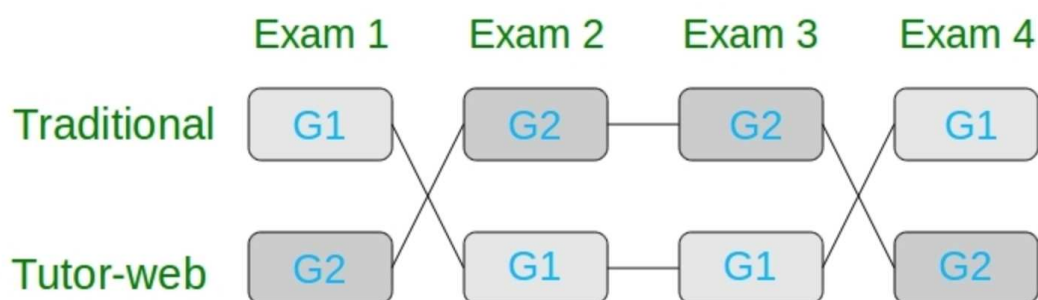 Exam 1 Exam 2 Exam 3 Exam 4
Traditional G1 G2 G2 G1
Tutor-web G2 G1 G1 G2